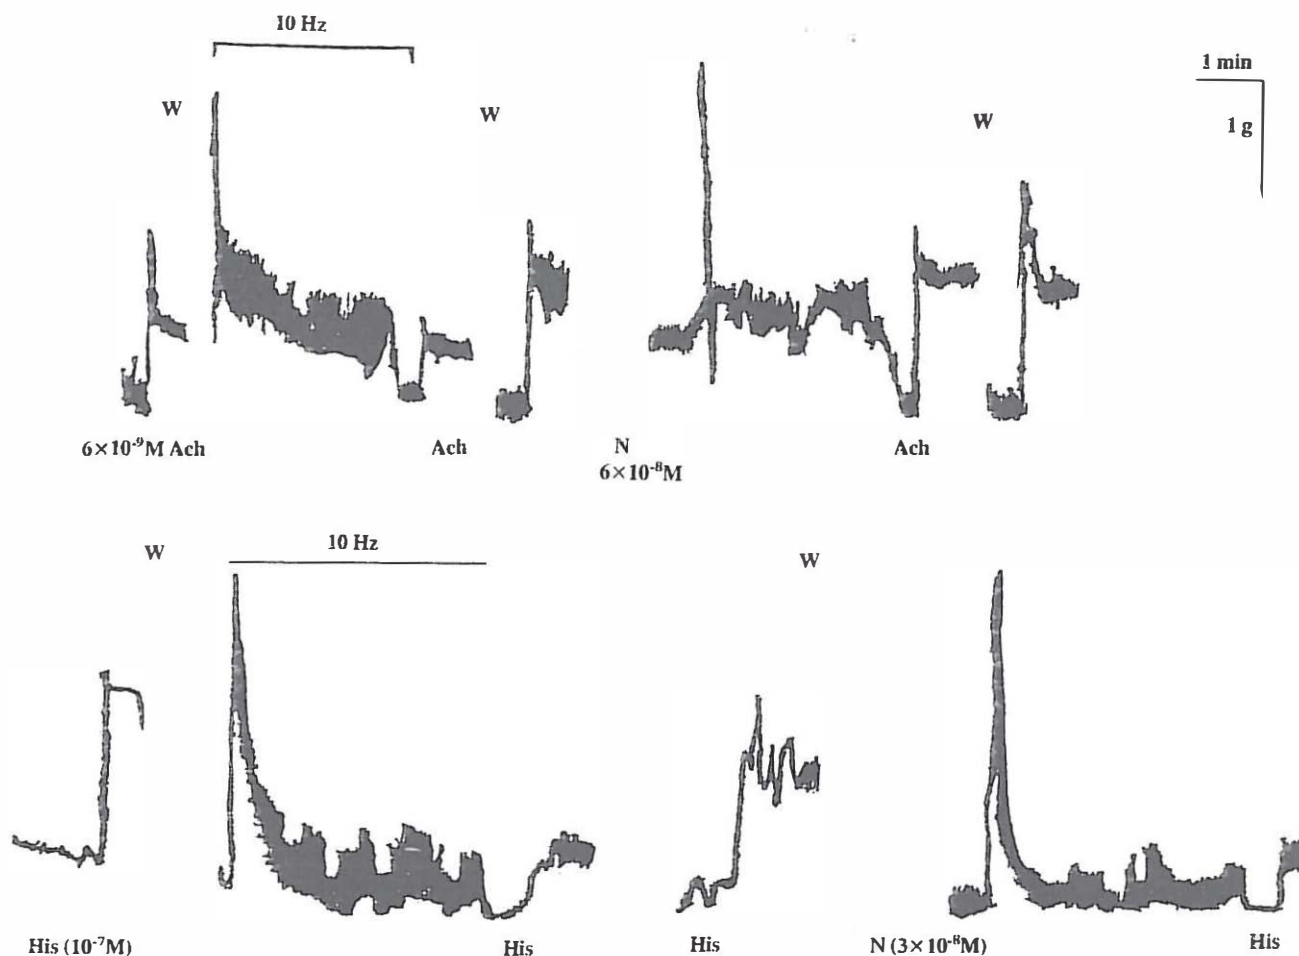 10 Hz
W
W
W
1 min
1 g
6×10⁻⁹M Ach
Ach
N
6×10⁻⁸M
Ach
W
10 Hz
W
His (10⁻⁷M)
His
His
N (3×10⁻⁸M)
His